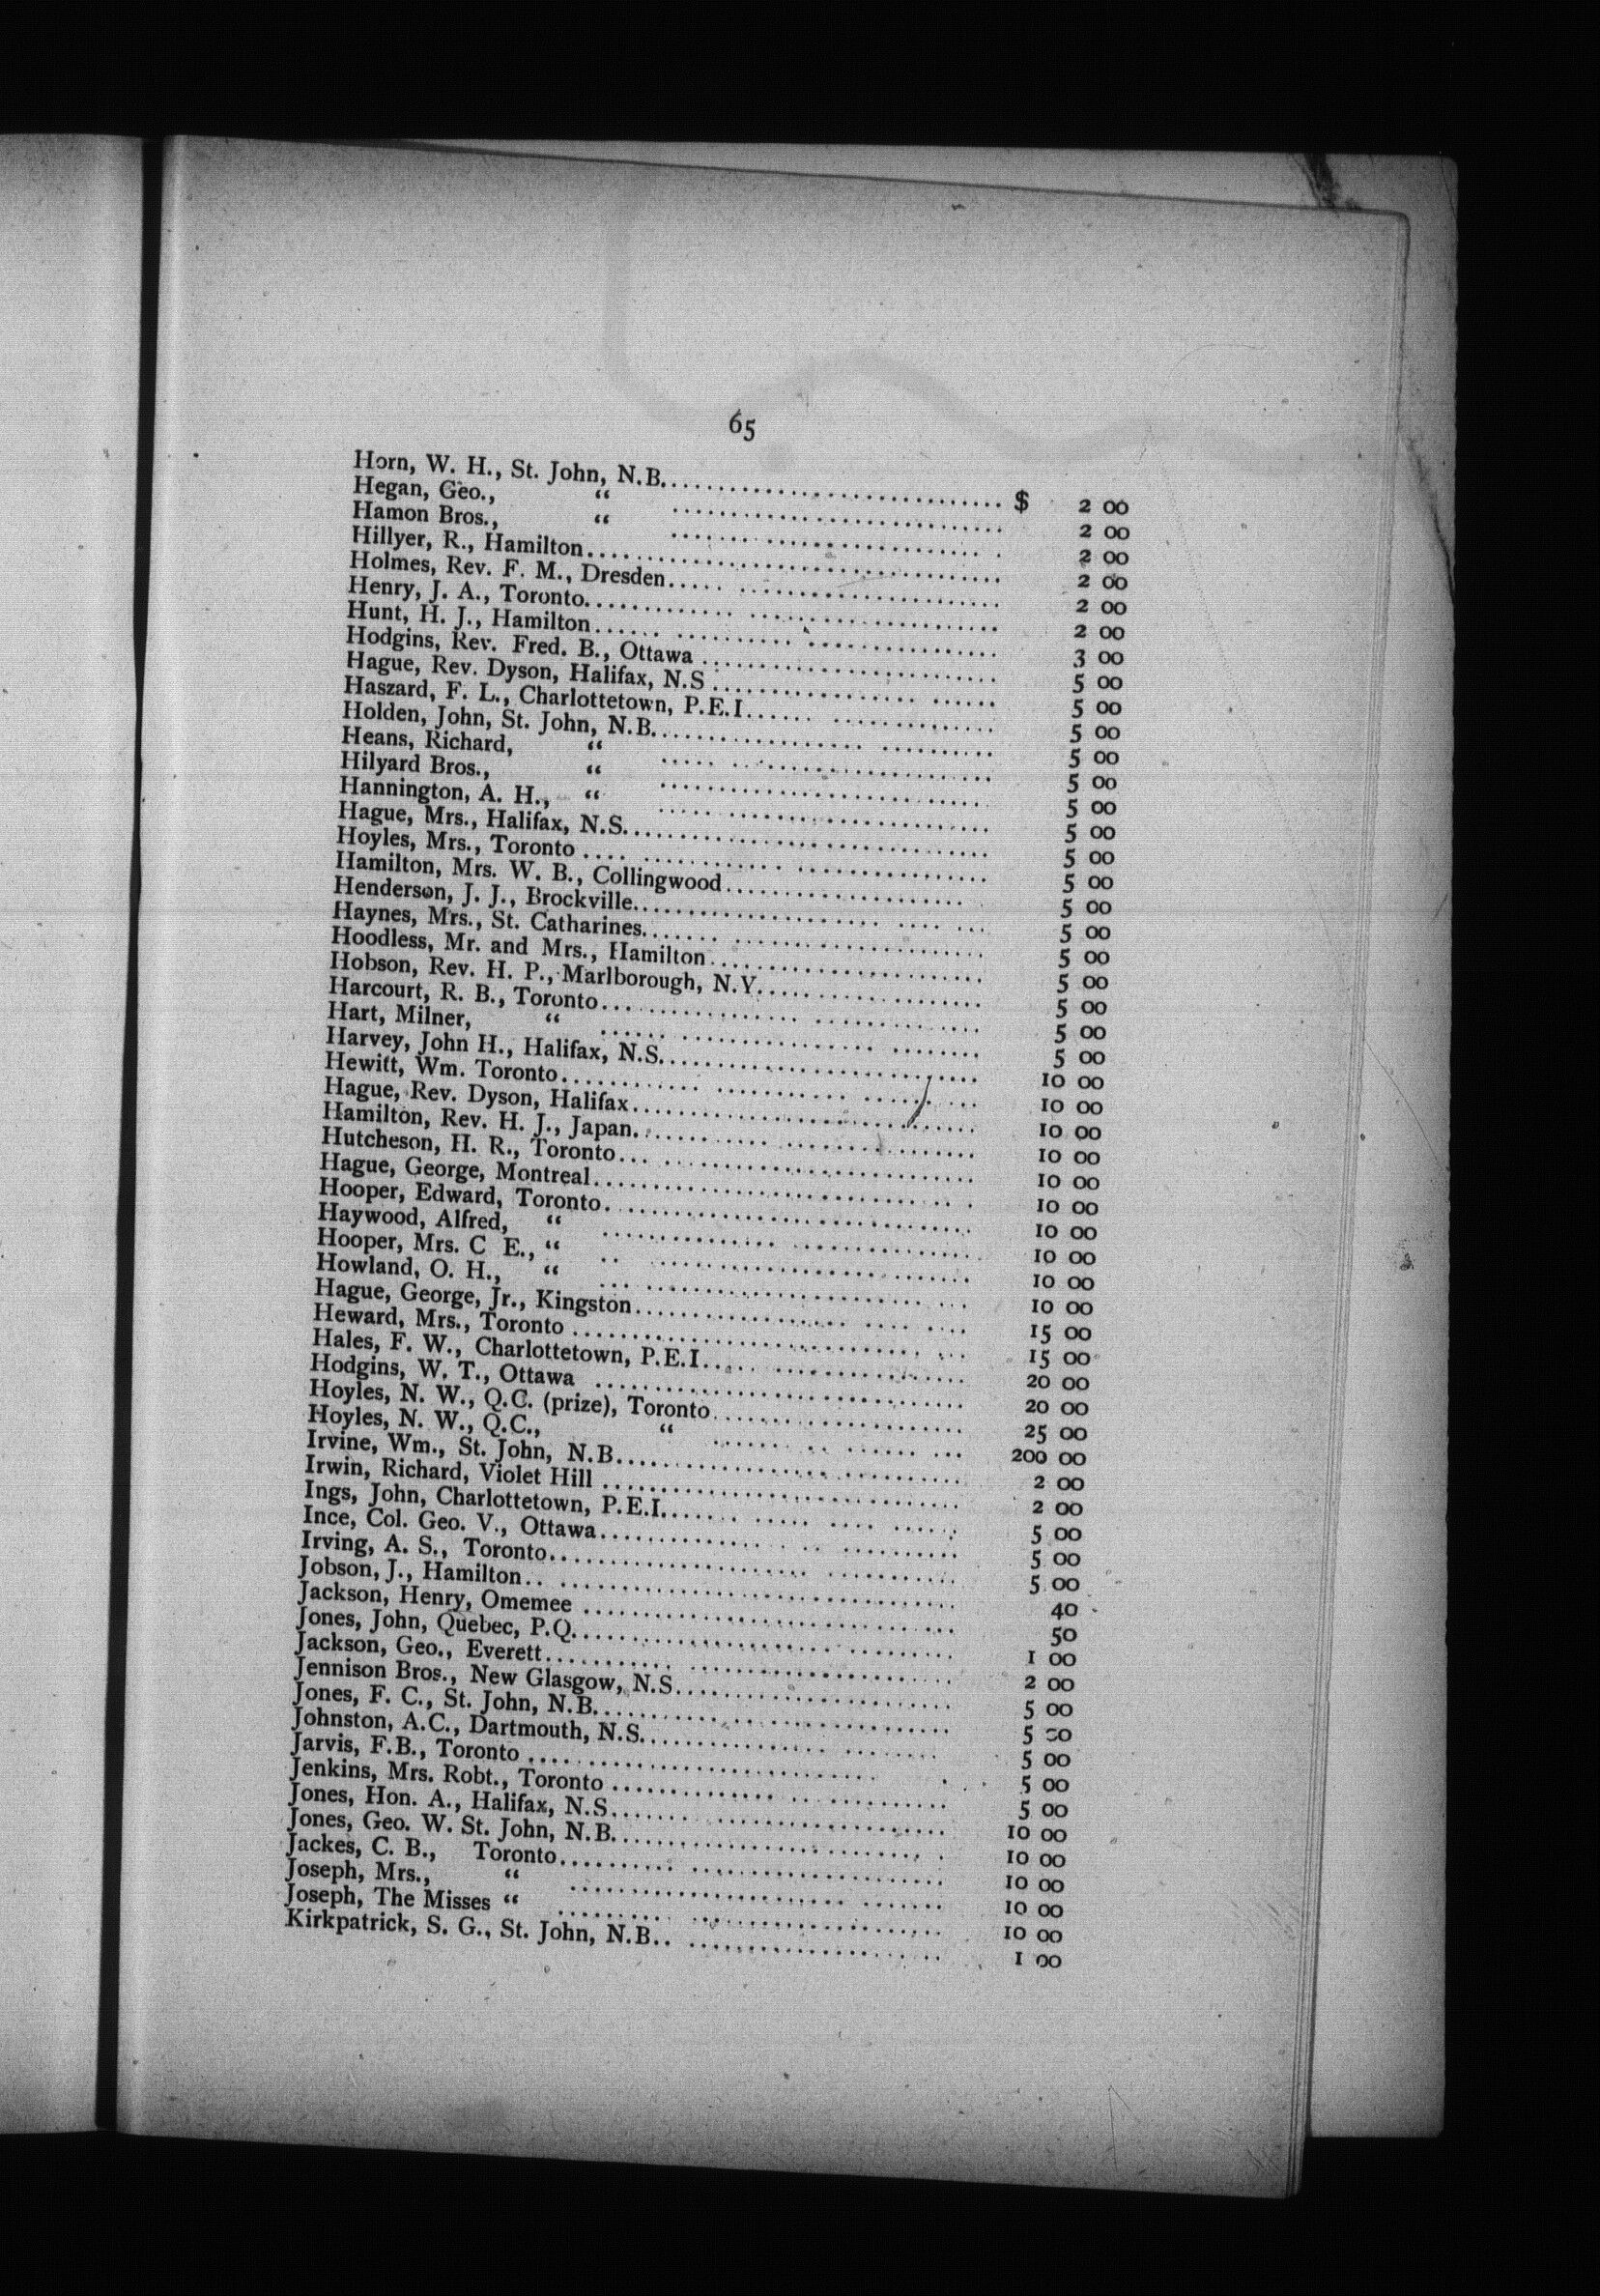 65
Horn, W. H., St. John, N.B. $ 2 00
Hegan, Geo., “ 2 00
Hamon Bros., “ 2 00
Hillyer, R., Hamilton 2 00
Holmes, Rev. F. M., Dresden 2 00
Henry, J. A., Toronto 2 00
Hunt, H. J., Hamilton 3 00
Hodgins, Rev. Fred. B., Ottawa 5 00
Hague, Rev. Dyson, Halifax, N.S 5 00
Haszard, F. L., Charlottetown, P.E.I. 5 00
Holden, John, St. John, N.B. 5 00
Heans, Richard, “ 5 00
Hilyard Bros., “ 5 00
Hannington, A. H., “ 5 00
Hague, Mrs., Halifax, N.S. 5 00
Hoyles, Mrs., Toronto 5 00
Hamilton, Mrs. W. B., Collingwood 5 00
Henderson, J. J., Brockville 5 00
Haynes, Mrs., St. Catharines 5 00
Hoodless, Mr. and Mrs., Hamilton 5 00
Hobson, Rev. H. P., Marlborough, N.Y. 5 00
Harcourt, R. B., Toronto 5 00
Hart, Milner, “ 5 00
Harvey, John H., Halifax, N.S. 10 00
Hewitt, Wm. Toronto 10 00
Hague, Rev. Dyson, Halifax 10 00
Hamilton, Rev. H. J., Japan 10 00
Hutcheson, H. R., Toronto 10 00
Hague, George, Montreal 10 00
Hooper, Edward, Toronto 10 00
Haywood, Alfred, “ 10 00
Hooper, Mrs. C E., “ 10 00
Howland, O. H., “ 10 00
Hague, George, Jr., Kingston 15 00
Heward, Mrs., Toronto 15 00
Hales, F. W., Charlottetown, P.E.I. 20 00
Hodgins, W. T., Ottawa 20 00
Hoyles, N. W., Q.C. (prize), Toronto 25 00
Hoyles, N. W., Q.C., “ 200 00
Irvine, Wm., St. John, N.B. 2 00
Irwin, Richard, Violet Hill 2 00
Ings, John, Charlottetown, P.E.I. 5 00
Ince, Col. Geo. V., Ottawa 5 00
Irving, A. S., Toronto 5 00
Jobson, J., Hamilton 40
Jackson, Henry, Omemee 50
Jones, John, Quebec, P.Q. 1 00
Jackson, Geo., Everett 2 00
Jennison Bros., New Glasgow, N.S. 5 00
Jones, F. C., St. John, N.B. 5 00
Johnston, A.C., Dartmouth, N.S. 5 00
Jarvis, F.B., Toronto 5 00
Jenkins, Mrs. Robt., Toronto 5 00
Jones, Hon. A., Halifax, N.S. 10 00
Jones, Geo. W. St. John, N.B. 10 00
Jackes, C. B., Toronto 10 00
Joseph, Mrs., “ 10 00
Joseph, The Misses “ 10 00
Kirkpatrick, S. G., St. John, N.B. 1 00